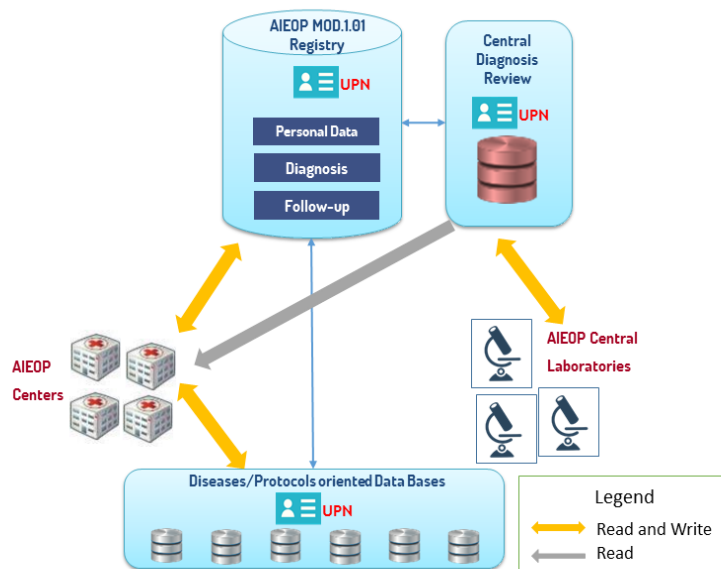 AIEOP MOD.1.01
Registry
UPN
Personal Data
Diagnosis
Follow-up
Central
Diagnosis
Review
UPN
AIEOP
Centers
AIEOP Central
Laboratories
Diseases/Protocols oriented Data Bases
UPN
Legend
Read and Write
Read